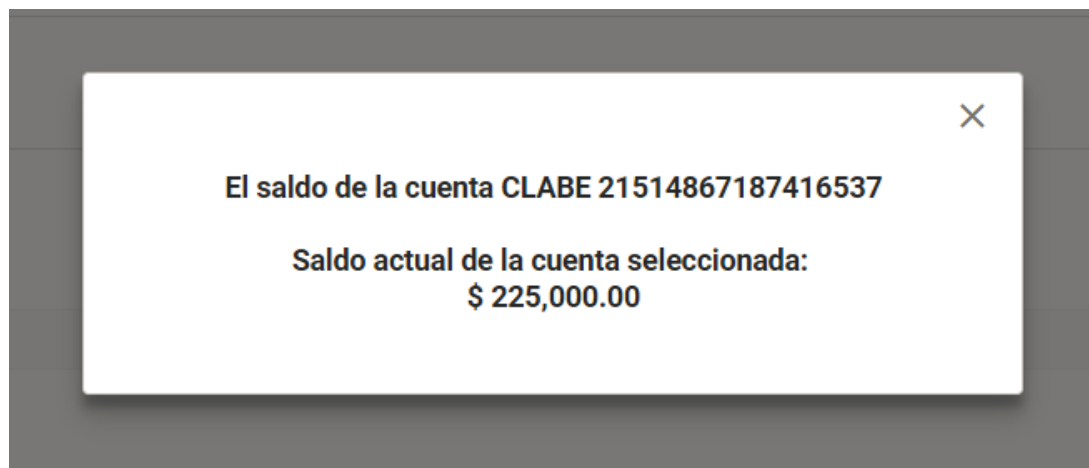 El saldo de la cuenta CLABE 21514867187416537
Saldo actual de la cuenta seleccionada:
$ 225,000.00